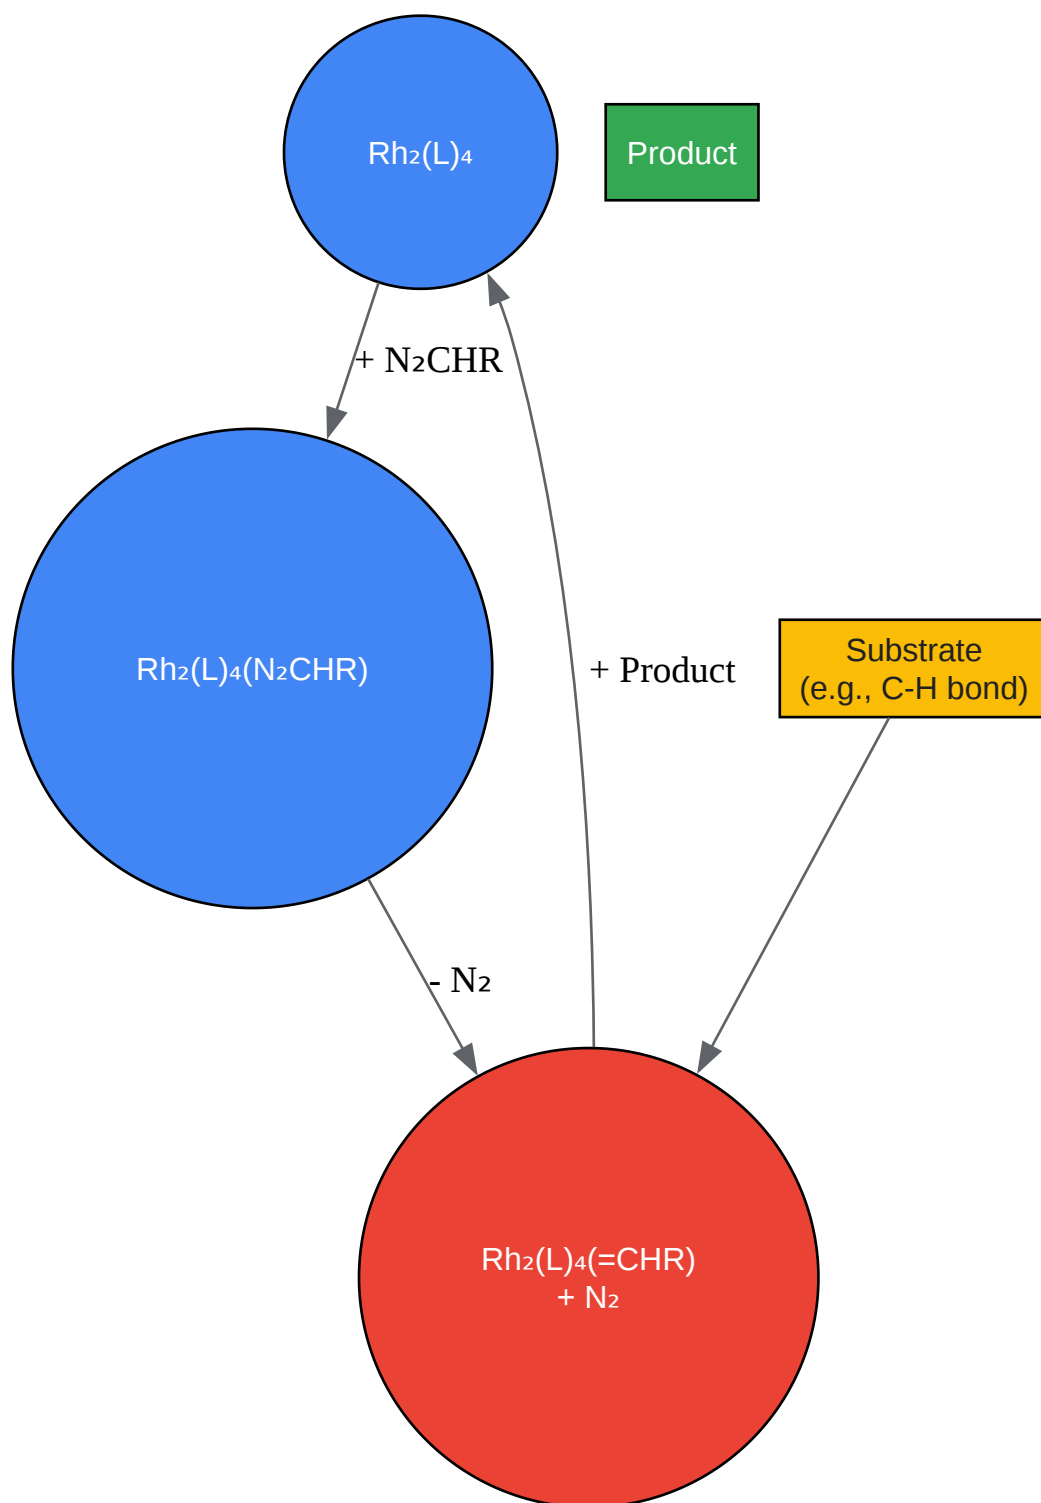 Rh₂(L)₄
Product
+ N₂CHR
Rh₂(L)₄(N₂CHR)
+ Product
Substrate
(e.g., C-H bond)
- N₂
Rh₂(L)₄(=CHR)
+ N₂